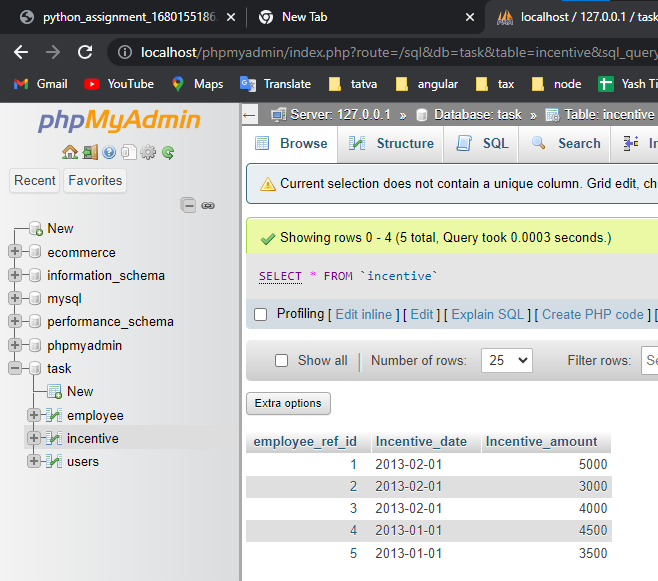 python_assignment_1680155186
New Tab
localhost / 127.0.0.1 / task
localhost/phpmyadmin/index.php?route=/sql&db=task&table=incentive&sql_query
Gmail YouTube Maps Translate tatva angular tax node Yash Ti
phpMyAdmin
Recent Favorites
New
ecommerce
information_schema
mysql
performance_schema
phpmyadmin
task
New
employee
incentive
users
Server: 127.0.0.1 » Database: task » Table: incentive
Browse Structure SQL Search In
Current selection does not contain a unique column. Grid edit, ch
Showing rows 0 - 4 (5 total, Query took 0.0003 seconds.)
SELECT * FROM `incentive`
Profiling [ Edit inline ] [ Edit ] [ Explain SQL ] [ Create PHP code ] [
Show all | Number of rows: 25 Filter rows: Se
Extra options
employee_ref_id Incentive_date Incentive_amount
1 2013-02-01 5000
2 2013-02-01 3000
3 2013-02-01 4000
4 2013-01-01 4500
5 2013-01-01 3500